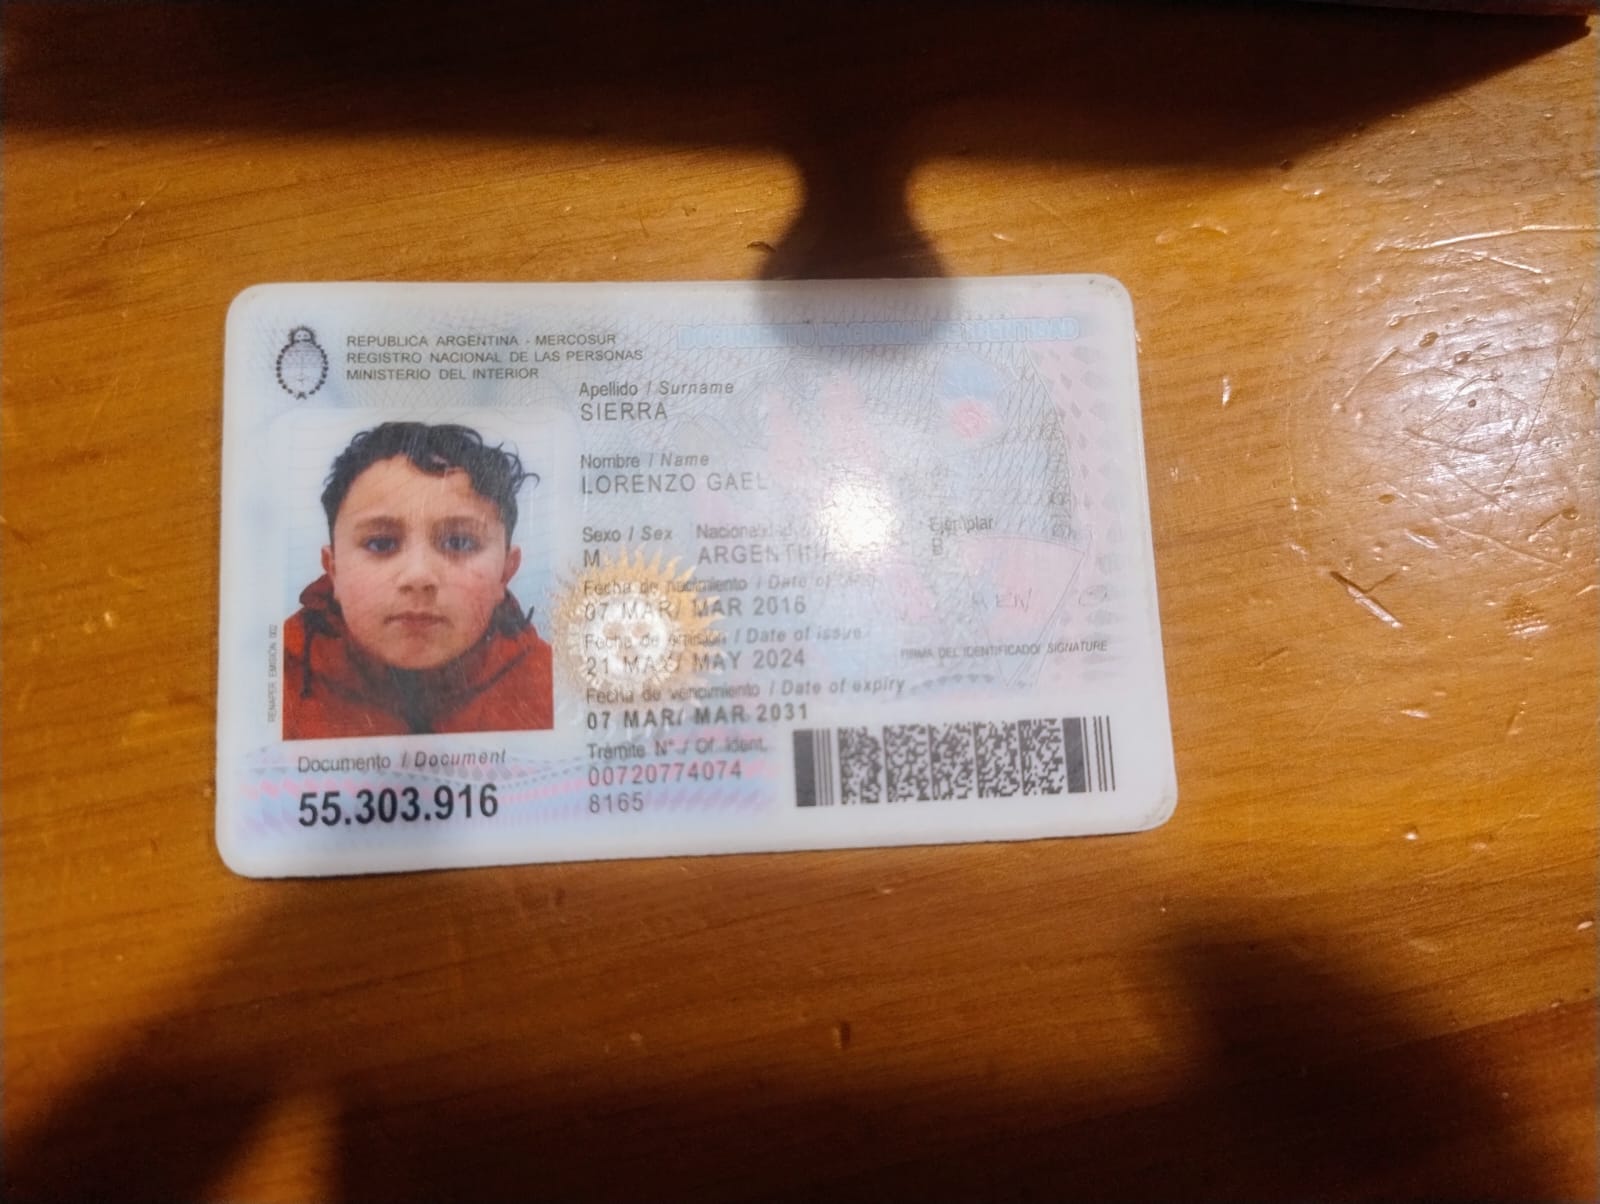 REPUBLICA ARGENTINA - MERCOSUR
REGISTRO NACIONAL DE LAS PERSONAS
MINISTERIO DEL INTERIOR
DOCUMENTO NACIONAL DE IDENTIDAD
Apellido / Surname
SIERRA
Nombre / Name
LORENZO GAEL
Sexo / Sex Nacionalidad Ejemplar
M ARGENTINA
Fecha de nacimiento / Date of
07 MAR/ MAR 2016
Fecha de emisión / Date of issue
21 MAY/ MAY 2024
FIRMA DEL IDENTIFICADO/ SIGNATURE
Fecha de vencimiento / Date of expiry
07 MAR/ MAR 2031
Trámite N° / Of. Ident.
00720774074
8165
Documento / Document
55.303.916
RENAPER EMISIÓN 002